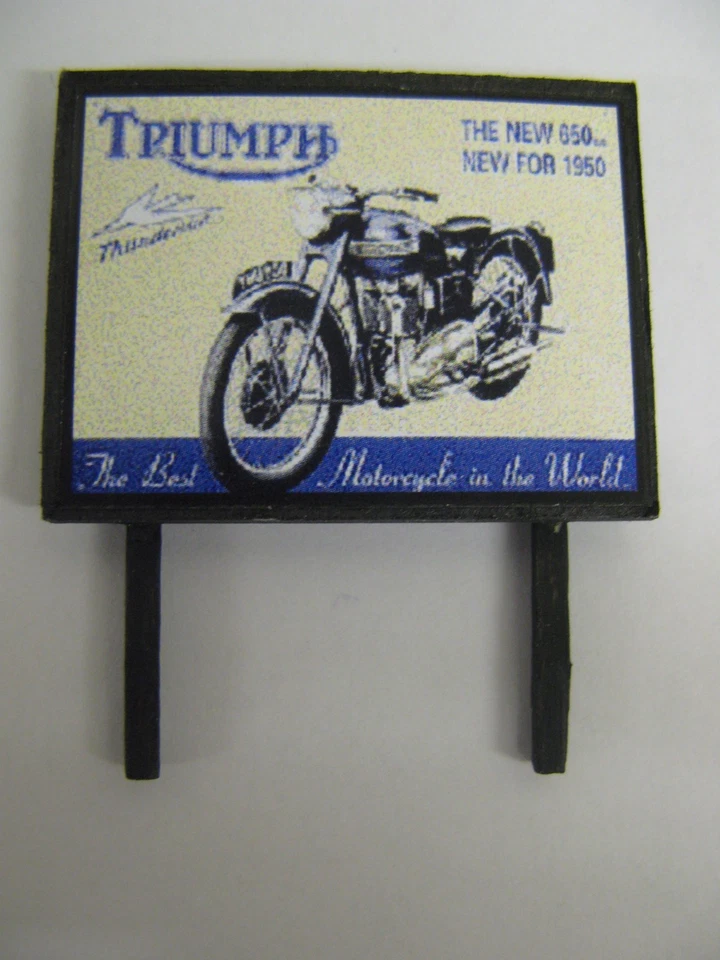 TRIUMPH
THE NEW 650cc
NEW FOR 1950
Thunderbird
The Best Motorcycle in the World